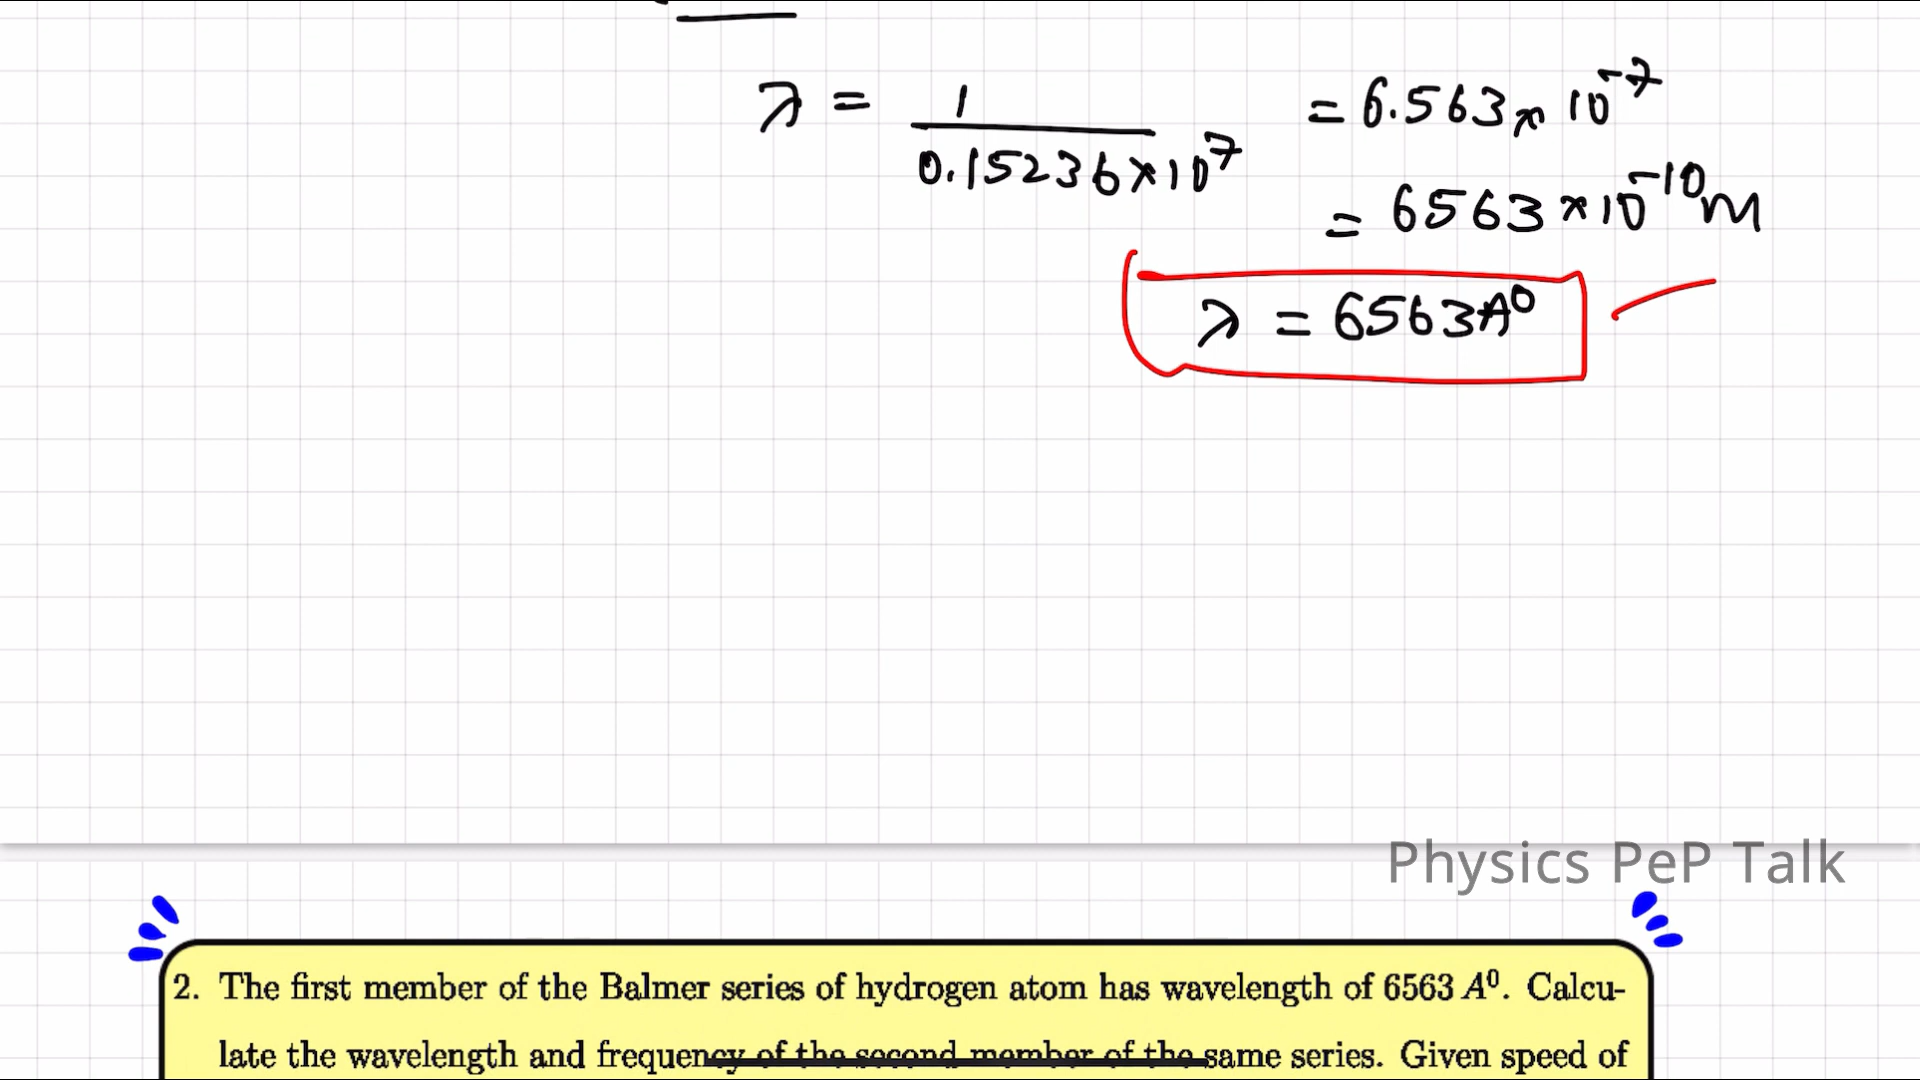 λ = 1 / 0.15236×10⁷ = 6.563×10⁻⁷
= 6563×10⁻¹⁰m
λ = 6563A⁰
Physics PeP Talk
2. The first member of the Balmer series of hydrogen atom has wavelength of 6563 A⁰. Calcu-
late the wavelength and frequency of the second member of the same series. Given speed of